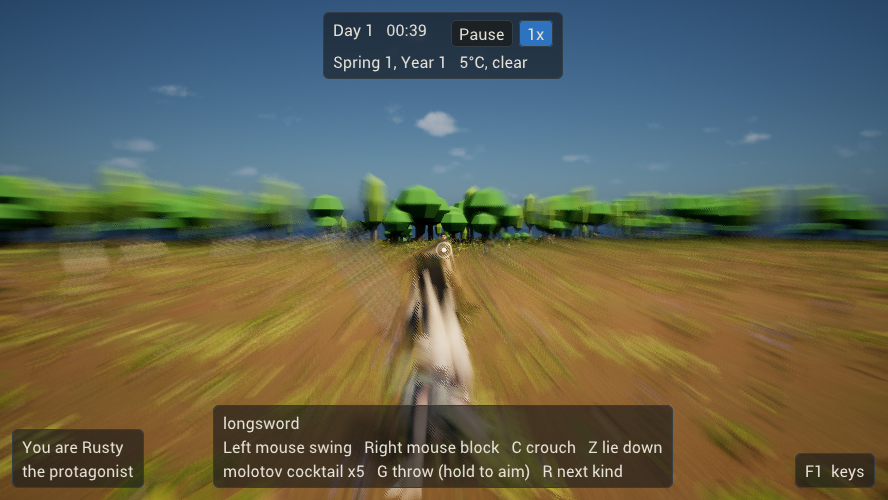 Day 1 00:39 Pause 1x
Spring 1, Year 1 5°C, clear
longsword
Left mouse swing Right mouse block C crouch Z lie down
molotov cocktail x5 G throw (hold to aim) R next kind
You are Rusty
the protagonist
F1 keys